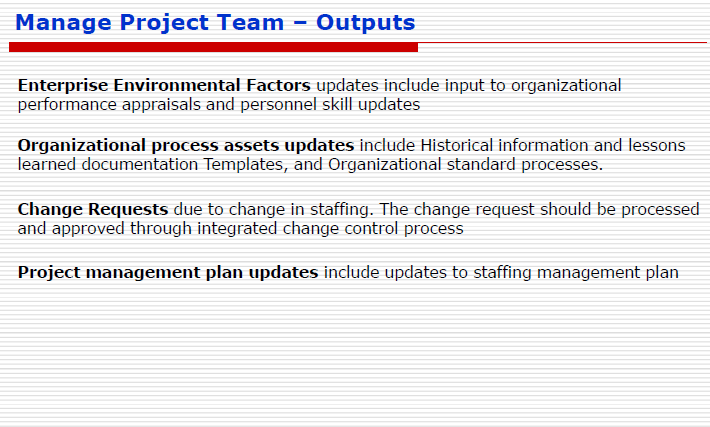 Manage Project Team – Outputs
Enterprise Environmental Factors updates include input to organizational
performance appraisals and personnel skill updates
Organizational process assets updates include Historical information and lessons
learned documentation Templates, and Organizational standard processes.
Change Requests due to change in staffing. The change request should be processed
and approved through integrated change control process
Project management plan updates include updates to staffing management plan